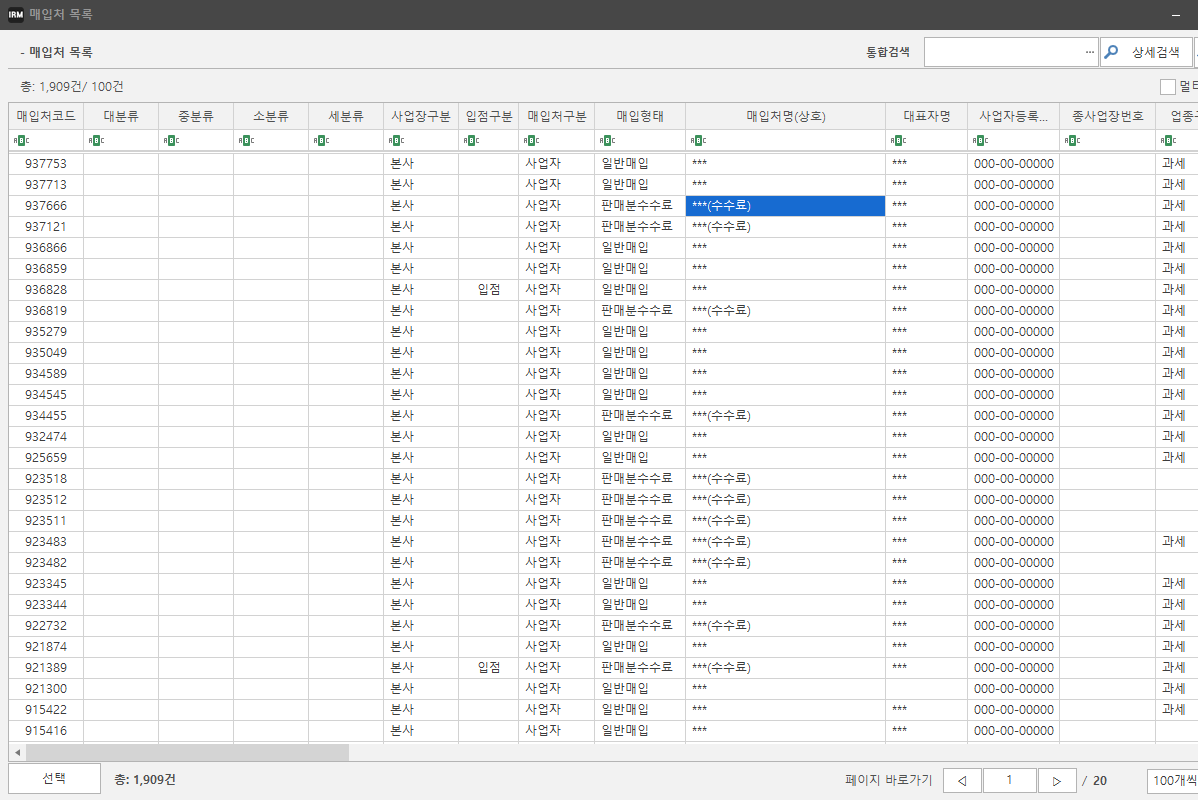 IRM 매입처 목록
- 매입처 목록
통합검색 ... 상세검색
총: 1,909건/ 100건
매입처코드 대분류 중분류 소분류 세분류 사업장구분 입점구분 매입처구분 매입형태 매입처명(상호) 대표자명 사업자등록... 종사업장번호
ABC ABC ABC ABC ABC ABC ABC ABC ABC ABC ABC ABC ABC ABC
937753 본사 사업자 일반매입 *** *** 000-00-00000 과세
937713 본사 사업자 일반매입 *** *** 000-00-00000 과세
937666 본사 사업자 판매분수수료 ***(수수료) *** 000-00-00000 과세
937121 본사 사업자 판매분수수료 ***(수수료) *** 000-00-00000 과세
936866 본사 사업자 일반매입 *** *** 000-00-00000 과세
936859 본사 사업자 일반매입 *** *** 000-00-00000 과세
936828 본사 입점 사업자 일반매입 *** *** 000-00-00000 과세
936819 본사 사업자 판매분수수료 ***(수수료) *** 000-00-00000 과세
935279 본사 사업자 일반매입 *** *** 000-00-00000 과세
935049 본사 사업자 일반매입 *** *** 000-00-00000 과세
934589 본사 사업자 일반매입 *** *** 000-00-00000 과세
934545 본사 사업자 일반매입 *** *** 000-00-00000 과세
934455 본사 사업자 판매분수수료 ***(수수료) *** 000-00-00000 과세
932474 본사 사업자 일반매입 *** *** 000-00-00000 과세
925659 본사 사업자 일반매입 *** *** 000-00-00000 과세
923518 본사 사업자 판매분수수료 ***(수수료) *** 000-00-00000
923512 본사 사업자 판매분수수료 ***(수수료) *** 000-00-00000
923511 본사 사업자 판매분수수료 ***(수수료) *** 000-00-00000
923483 본사 사업자 판매분수수료 ***(수수료) *** 000-00-00000 과세
923482 본사 사업자 판매분수수료 ***(수수료) *** 000-00-00000
923345 본사 사업자 일반매입 *** *** 000-00-00000 과세
923344 본사 사업자 일반매입 *** *** 000-00-00000 과세
922732 본사 사업자 판매분수수료 ***(수수료) *** 000-00-00000 과세
921874 본사 사업자 일반매입 *** *** 000-00-00000 과세
921389 본사 입점 사업자 판매분수수료 ***(수수료) *** 000-00-00000 과세
921300 본사 사업자 일반매입 *** 000-00-00000 과세
915422 본사 사업자 일반매입 *** *** 000-00-00000 과세
915416 본사 사업자 일반매입 *** *** 000-00-00000
선택 총: 1,909건 페이지 바로가기 1 / 20 100개씩